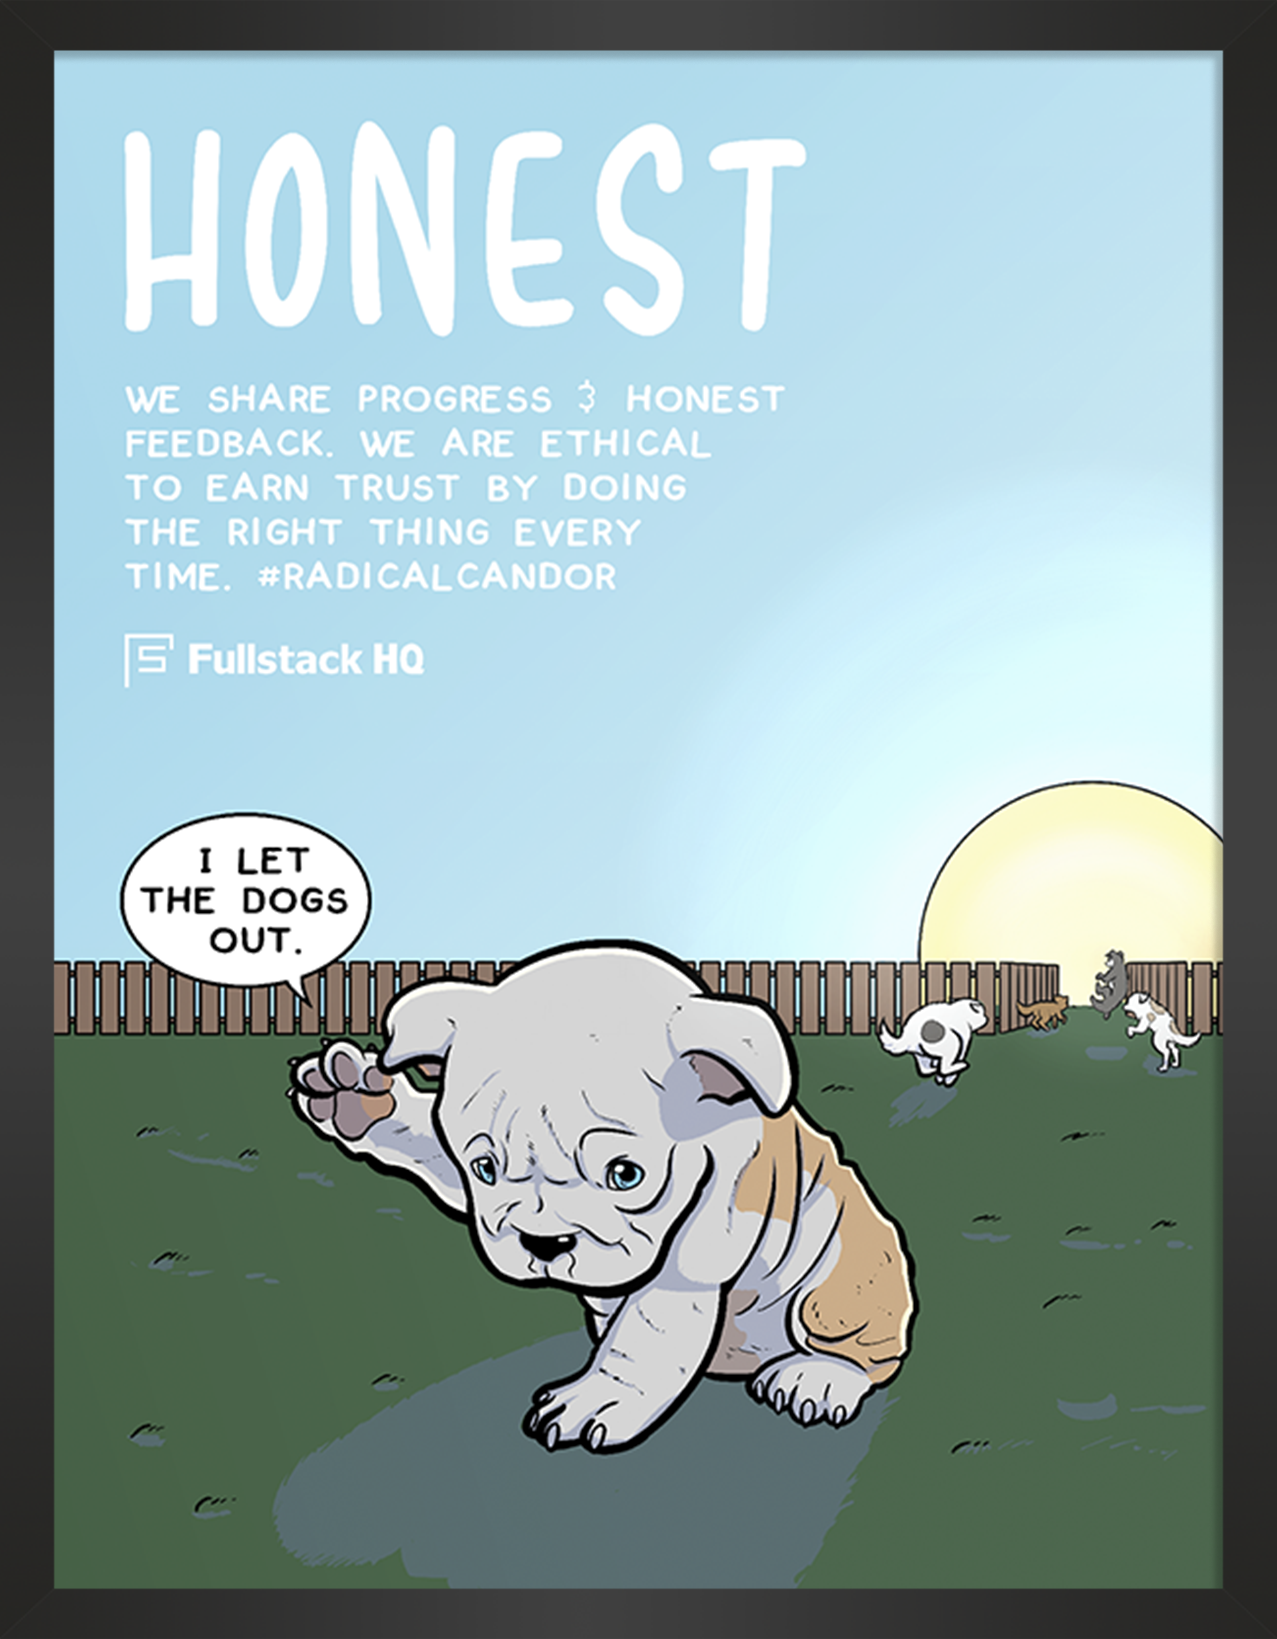 HONEST
WE SHARE PROGRESS & HONEST
FEEDBACK. WE ARE ETHICAL
TO EARN TRUST BY DOING
THE RIGHT THING EVERY
TIME. #RADICALCANDOR
Fullstack HQ
I LET
THE DOGS
OUT.